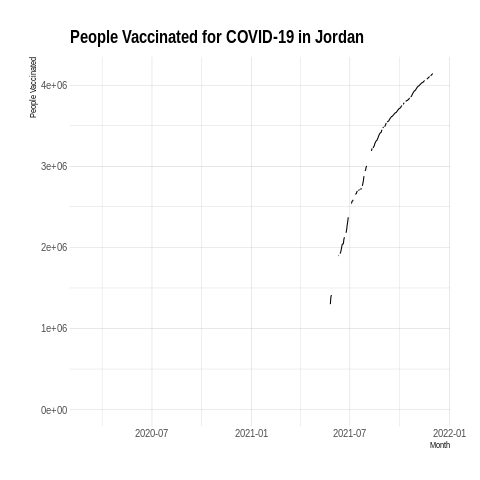 People Vaccinated for COVID-19 in Jordan
People Vaccinated
4e+06
3e+06
2e+06
1e+06
0e+00
2020-07 2021-01 2021-07 2022-01
Month